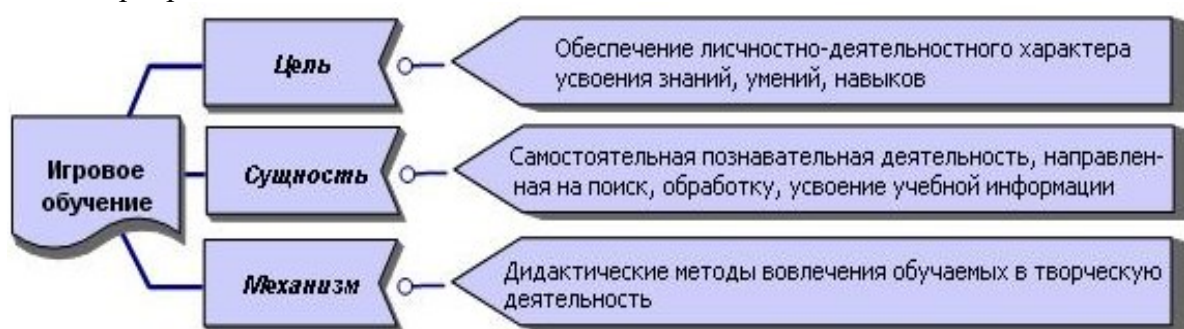 Цель
Обеспечение лисчностно-деятельностного характера
усвоения знаний, умений, навыков
Игровое
обучение
Сущность
Самостоятельная познавательная деятельность, направлен-
ная на поиск, обработку, усвоение учебной информации
Механизм
Дидактические методы вовлечения обучаемых в творческую
деятельность